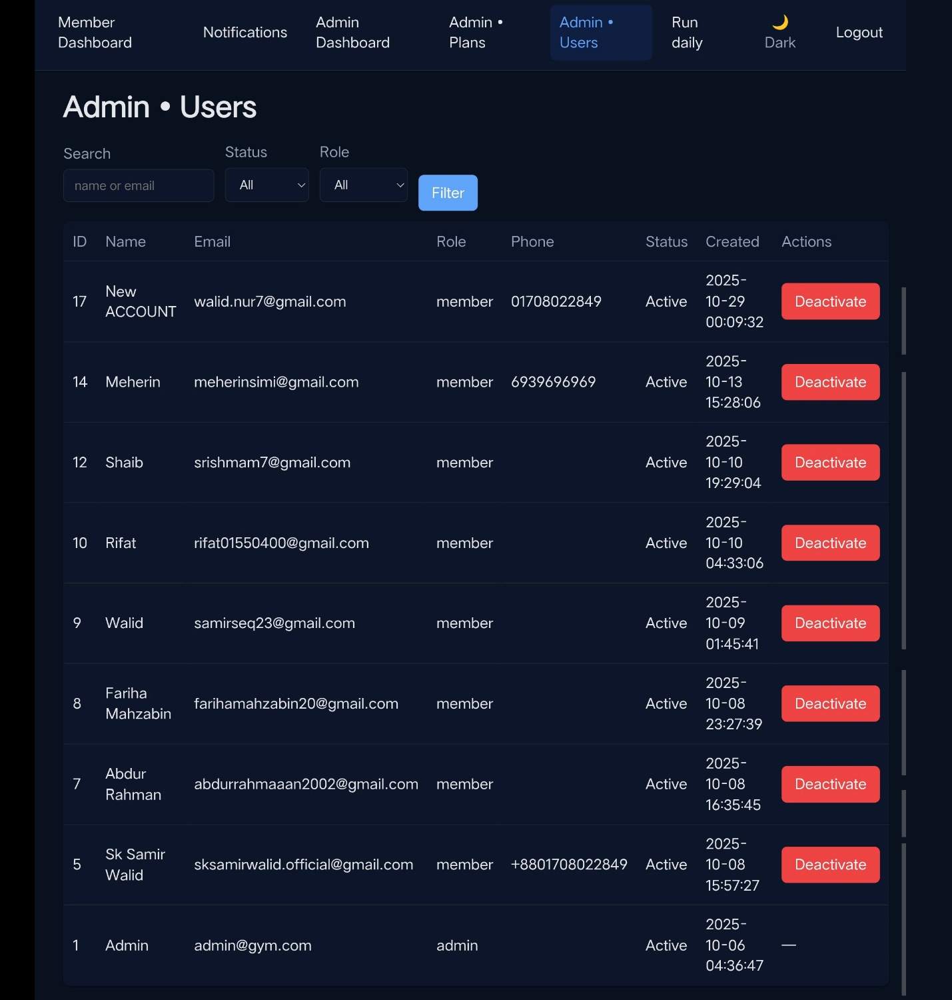 Member Dashboard
Notifications
Admin Dashboard
Admin • Plans
Admin • Users
Run daily
🌙 Dark
Logout
Admin • Users
Search Status Role
name or email All All Filter
ID Name Email Role Phone Status Created Actions
17 New ACCOUNT walid.nur7@gmail.com member 01708022849 Active 2025-10-29 00:09:32 Deactivate
14 Meherin meherinsimi@gmail.com member 6939696969 Active 2025-10-13 15:28:06 Deactivate
12 Shaib srishmam7@gmail.com member Active 2025-10-10 19:29:04 Deactivate
10 Rifat rifat01550400@gmail.com member Active 2025-10-10 04:33:06 Deactivate
9 Walid samirseq23@gmail.com member Active 2025-10-09 01:45:41 Deactivate
8 Fariha Mahzabin farihamahzabin20@gmail.com member Active 2025-10-08 23:27:39 Deactivate
7 Abdur Rahman abdurrahmaaan2002@gmail.com member Active 2025-10-08 16:35:45 Deactivate
5 Sk Samir Walid sksamirwalid.official@gmail.com member +8801708022849 Active 2025-10-08 15:57:27 Deactivate
1 Admin admin@gym.com admin Active 2025-10-06 04:36:47 —